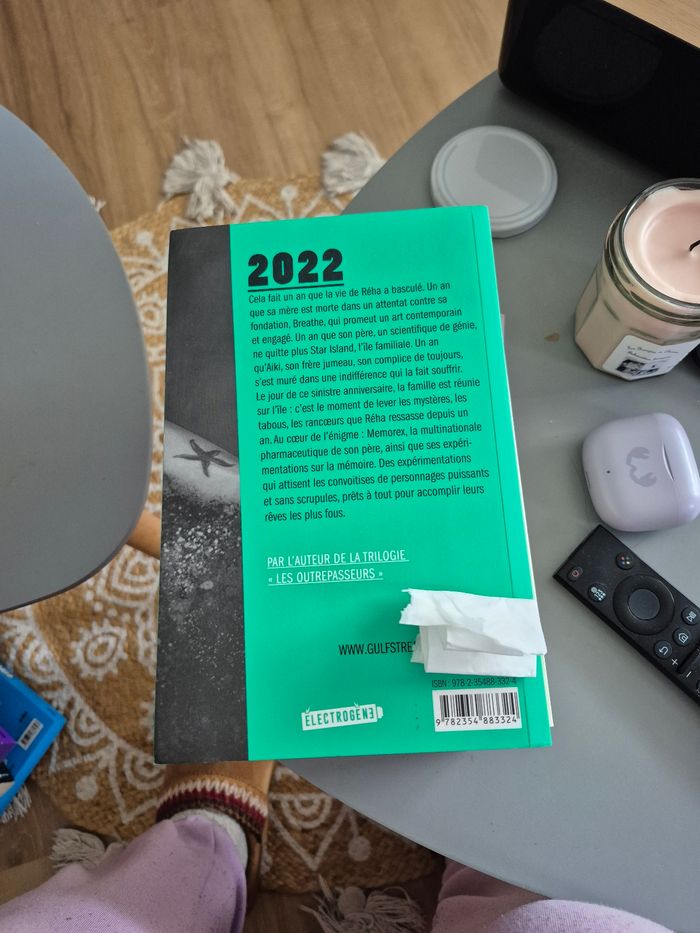 2022
Cela fait un an que la vie de Réha a basculé. Un an
que sa mère est morte dans un attentat contre sa
fondation, Breathe, qui promeut un art contemporain
et engagé. Un an que son père, un scientifique de génie,
ne quitte plus Star Island, l'île familiale. Un an
qu'Aiki, son frère jumeau, son complice de toujours,
s'est muré dans une indifférence qui la fait souffrir.
Le jour de ce sinistre anniversaire, la famille est réunie
sur l'île : c'est le moment de lever les mystères, les
tabous, les rancœurs que Réha ressasse depuis un
an. Au cœur de l'énigme : Memorex, la multinationale
pharmaceutique de son père, ainsi que ses expéri-
mentations sur la mémoire. Des expérimentations
qui attisent les convoitises de personnages puissants
et sans scrupules, prêts à tout pour accomplir leurs
rêves les plus fous.
PAR L'AUTEUR DE LA TRILOGIE
« LES OUTREPASSEURS »
WWW.GULFSTRE
ISBN : 978-2-35488-332-4
ÉLECTROGÈNE
9 782354 883324